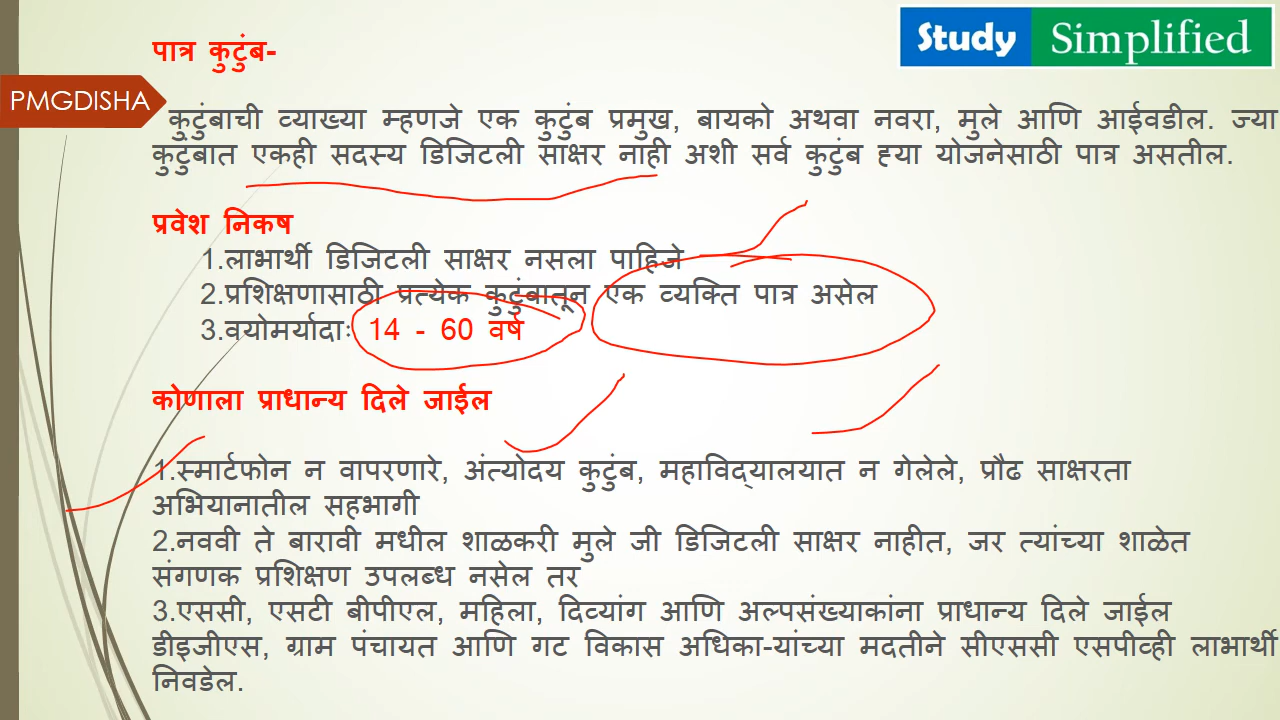 Study Simplified
पात्र कुटुंब-
PMGDISHA
कुटुंबाची व्याख्या म्हणजे एक कुटुंब प्रमुख, बायको अथवा नवरा, मुले आणि आईवडील. ज्या
कुटुंबात एकही सदस्य डिजिटली साक्षर नाही अशी सर्व कुटुंब ह्या योजनेसाठी पात्र असतील.
प्रवेश निकष
1.लाभार्थी डिजिटली साक्षर नसला पाहिजे
2.प्रशिक्षणासाठी प्रत्येक कुटुंबातून एक व्यक्ति पात्र असेल
3.वयोमर्यादाः 14 - 60 वर्ष
कोणाला प्राधान्य दिले जाईल
1.स्मार्टफोन न वापरणारे, अंत्योदय कुटुंब, महाविद्यालयात न गेलेले, प्रौढ साक्षरता
अभियानातील सहभागी
2.नववी ते बारावी मधील शाळकरी मुले जी डिजिटली साक्षर नाहीत, जर त्यांच्या शाळेत
संगणक प्रशिक्षण उपलब्ध नसेल तर
3.एससी, एसटी बीपीएल, महिला, दिव्यांग आणि अल्पसंख्याकांना प्राधान्य दिले जाईल
डीइजीएस, ग्राम पंचायत आणि गट विकास अधिका-यांच्या मदतीने सीएससी एसपीव्ही लाभार्थी
निवडेल.